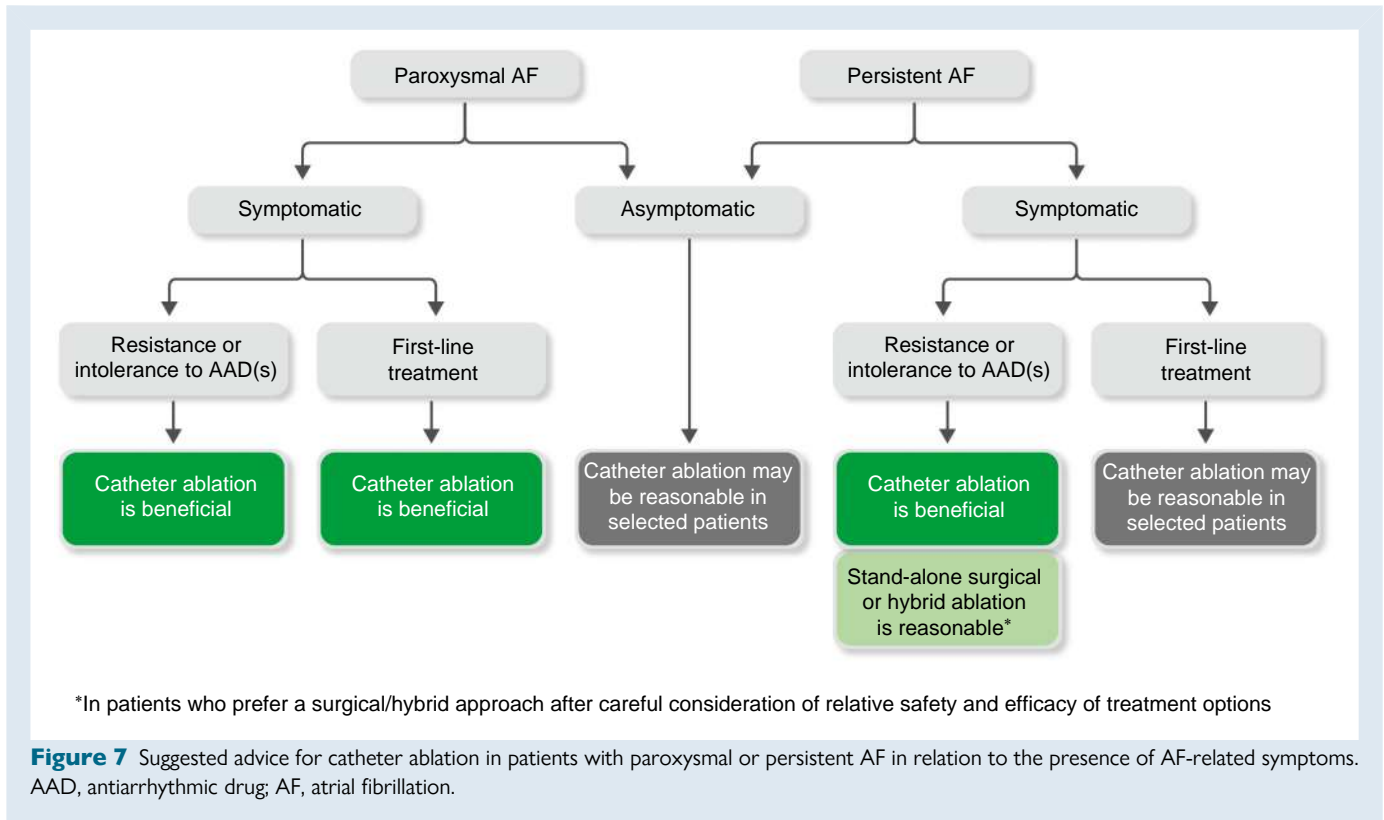 Paroxysmal AF
Persistent AF
Symptomatic
Asymptomatic
Symptomatic
Resistance or
intolerance to AAD(s)
First-line
treatment
Resistance or
intolerance to AAD(s)
First-line
treatment
Catheter ablation
is beneficial
Catheter ablation
is beneficial
Catheter ablation may
be reasonable in
selected patients
Catheter ablation
is beneficial
Catheter ablation may
be reasonable in
selected patients
Stand-alone surgical
or hybrid ablation
is reasonable*
*In patients who prefer a surgical/hybrid approach after careful consideration of relative safety and efficacy of treatment options
Figure 7 Suggested advice for catheter ablation in patients with paroxysmal or persistent AF in relation to the presence of AF-related symptoms.
AAD, antiarrhythmic drug; AF, atrial fibrillation.